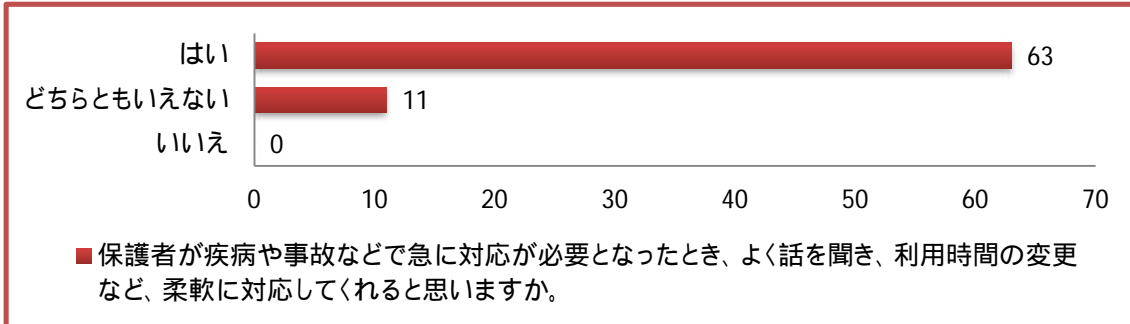 はい 63
どちらともいえない 11
いいえ 0
0 10 20 30 40 50 60 70
保護者が疾病や事故などで急に対応が必要となったとき、よく話を聞き、利用時間の変更
など、柔軟に対応してくれると思いますか。